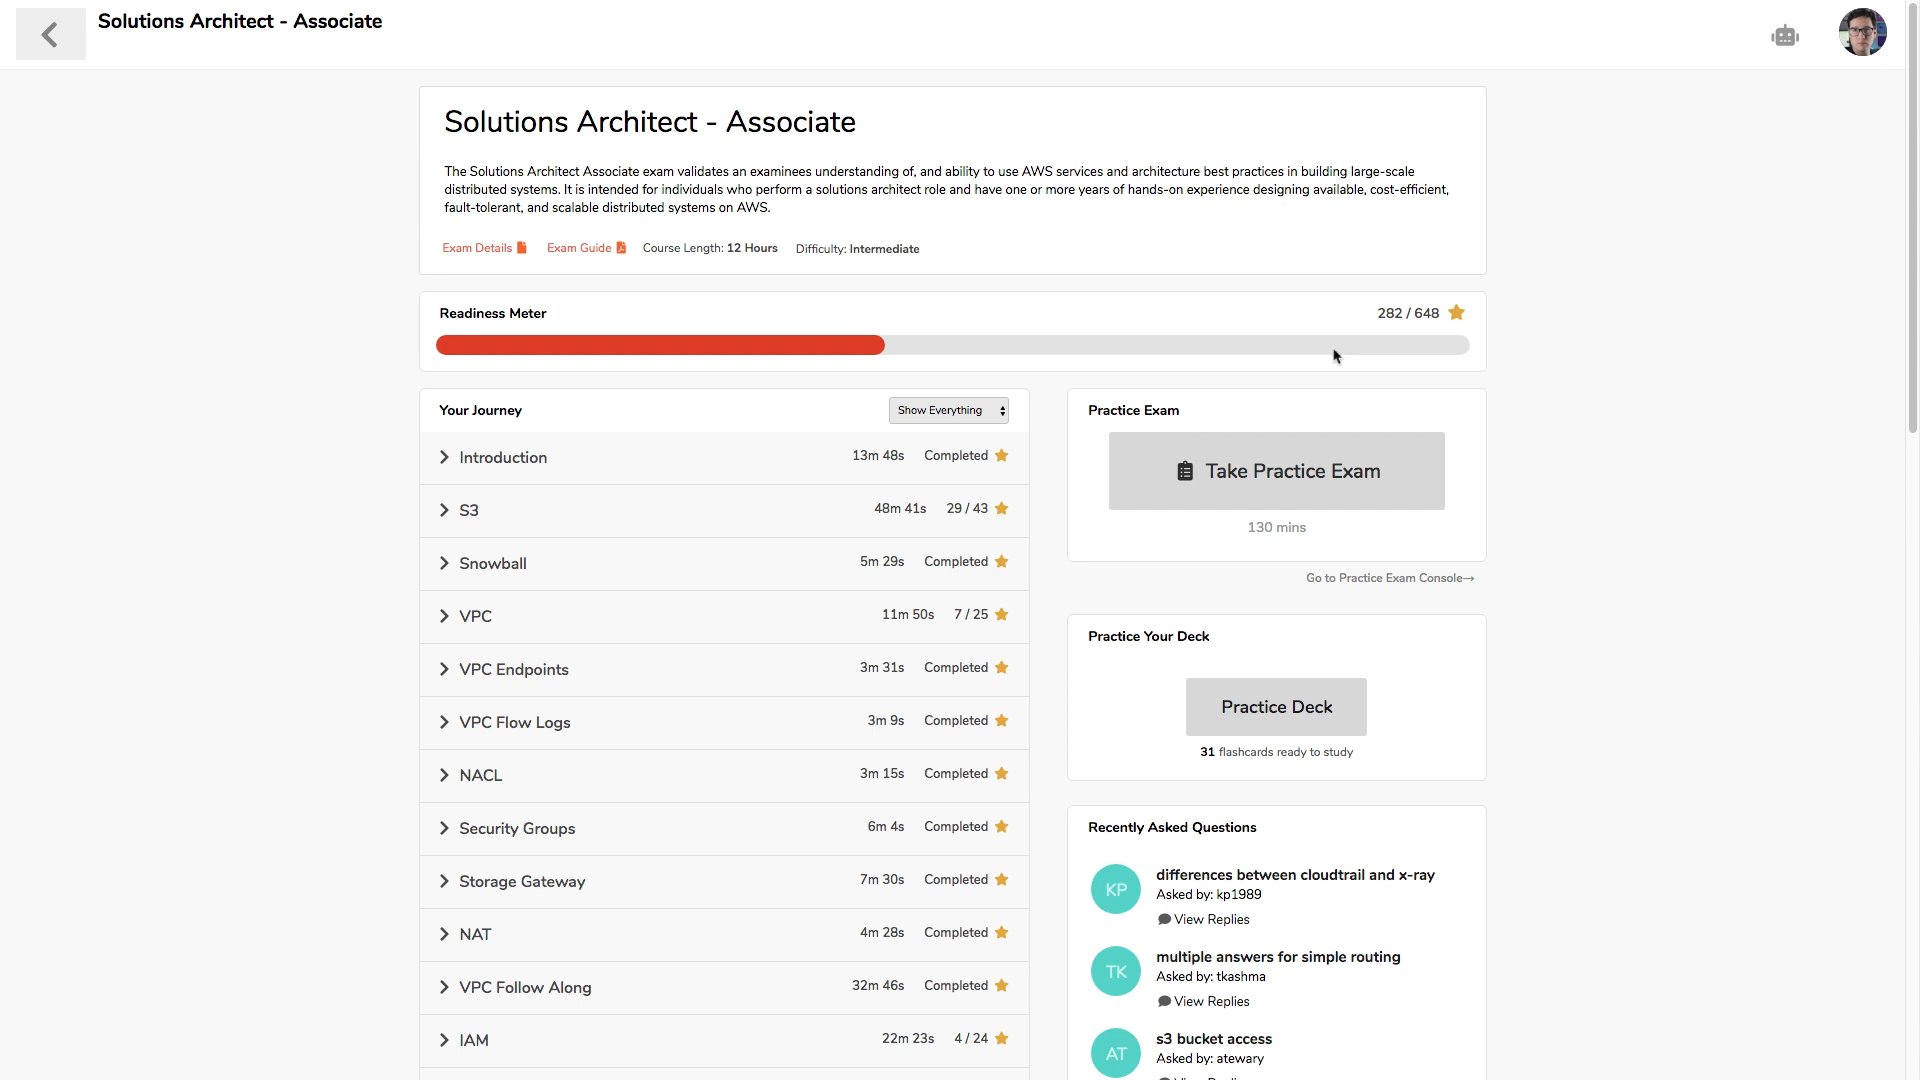 Solutions Architect - Associate
Solutions Architect - Associate
The Solutions Architect Associate exam validates an examinees understanding of, and ability to use AWS services and architecture best practices in building large-scale
distributed systems. It is intended for individuals who perform a solutions architect role and have one or more years of hands-on experience designing available, cost-efficient,
fault-tolerant, and scalable distributed systems on AWS.
Exam Details Exam Guide Course Length: 12 Hours Difficulty: Intermediate
Readiness Meter 282 / 648
Your Journey Show Everything
Introduction 13m 48s Completed
S3 48m 41s 29 / 43
Snowball 5m 29s Completed
VPC 11m 50s 7 / 25
VPC Endpoints 3m 31s Completed
VPC Flow Logs 3m 9s Completed
NACL 3m 15s Completed
Security Groups 6m 4s Completed
Storage Gateway 7m 30s Completed
NAT 4m 28s Completed
VPC Follow Along 32m 46s Completed
IAM 22m 23s 4 / 24
Practice Exam
Take Practice Exam
130 mins
Go to Practice Exam Console→
Practice Your Deck
Practice Deck
31 flashcards ready to study
Recently Asked Questions
KP
differences between cloudtrail and x-ray
Asked by: kp1989
View Replies
TK
multiple answers for simple routing
Asked by: tkashma
View Replies
AT
s3 bucket access
Asked by: atewary